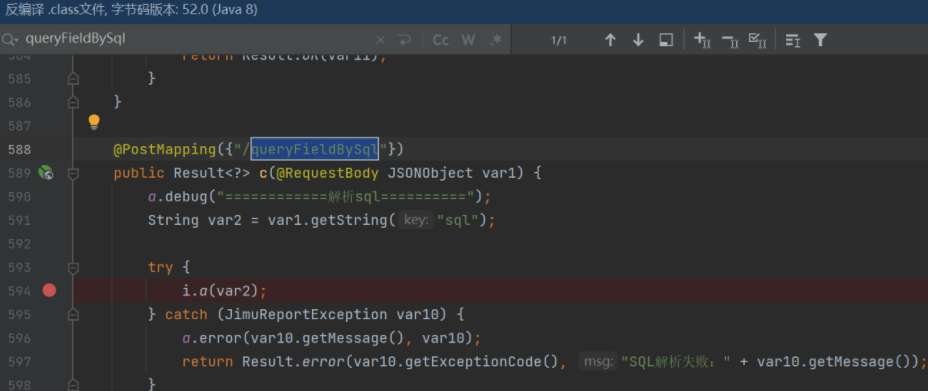 反编译 .class文件, 字节码版本: 52.0 (Java 8)
queryFieldBySql × Cc W .* 1/1
584 return Result.OK(var11);
585 }
586 }
587
588 @PostMapping({"/queryFieldBySql"})
589 public Result<?> c(@RequestBody JSONObject var1) {
590 a.debug("============解析sql==========");
591 String var2 = var1.getString( key: "sql");
592
593 try {
594 i.a(var2);
595 } catch (JimuReportException var10) {
596 a.error(var10.getMessage(), var10);
597 return Result.error(var10.getExceptionCode(), msg: "SQL解析失败：" + var10.getMessage());
598 }